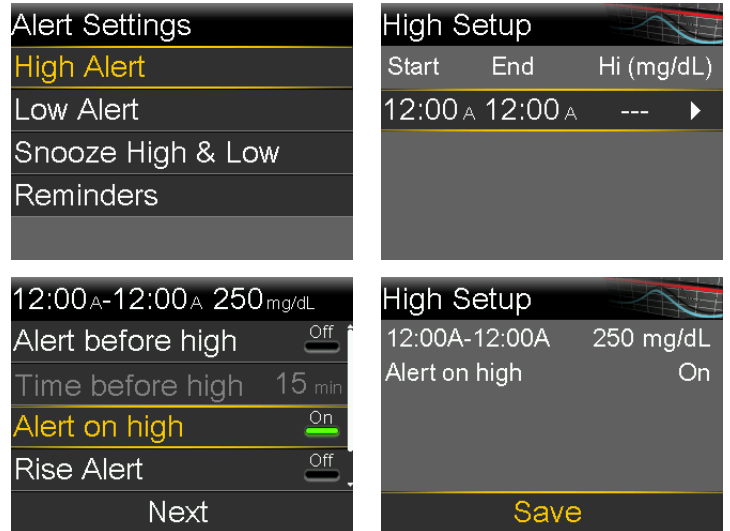 Alert Settings
High Alert
Low Alert
Snooze High & Low
Reminders
High Setup
Start End Hi (mg/dL)
12:00 A 12:00 A ---
12:00A-12:00A 250 mg/dL
Alert before high Off
Time before high 15 min
Alert on high On
Rise Alert Off
Next
High Setup
12:00A-12:00A 250 mg/dL
Alert on high On
Save